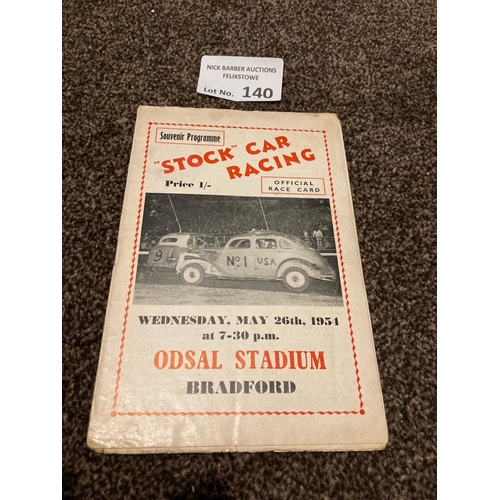 NICK BARBER AUCTIONS
FELIXSTOWE
Lot No. 140
Souvenir Programme
"STOCK" CAR
RACING
Price 1/-
OFFICIAL
RACE CARD
9
No 1 USA
WEDNESDAY, MAY 26th, 1954
at 7-30 p.m.
ODSAL STADIUM
BRADFORD